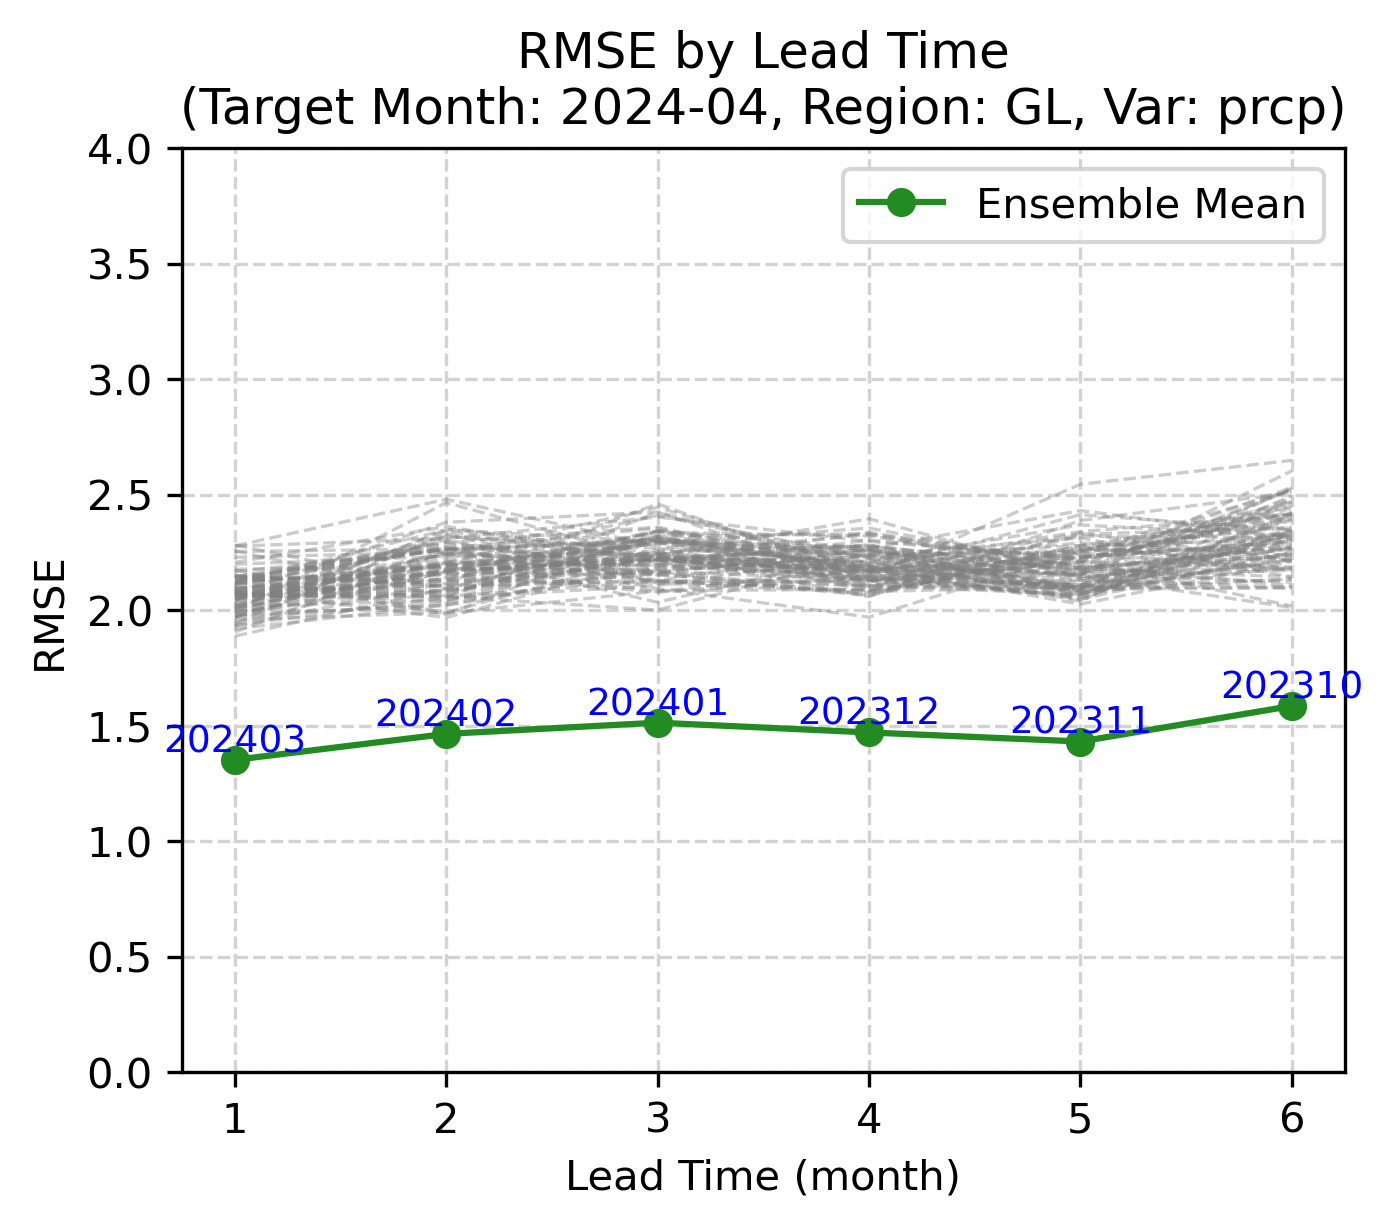 RMSE by Lead Time
(Target Month: 2024-04, Region: GL, Var: prcp)
4.0
3.5
3.0
2.5
2.0
1.5
1.0
0.5
0.0
RMSE
Ensemble Mean
202403
202402
202401
202312
202311
202310
1 2 3 4 5 6
Lead Time (month)